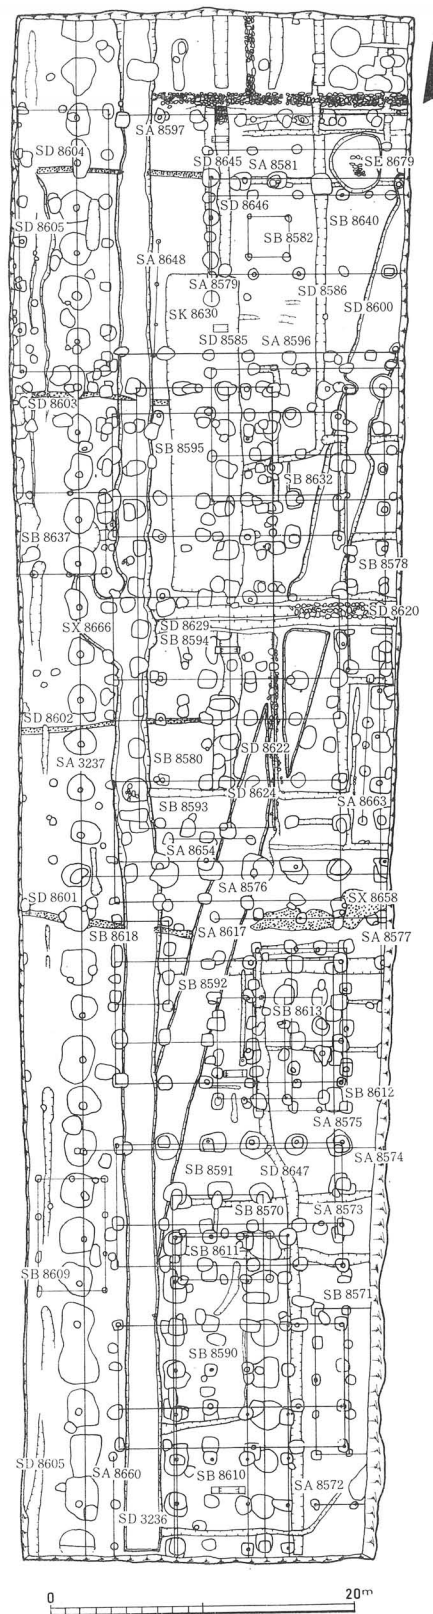 SA 8597
SD 8604
SD 8645
SA 8581
SE 8679
SD 8646
SD 8605
SB 8640
SB 8582
SA 8648
SA 8579
SD 8586
SD 8600
SK 8630
SD 8585
SA 8596
SD 8603
SB 8595
SB 8632
SB 8637
SB 8578
SD 8620
SX 8666
SD 8629
SB 8594
SD 8602
SD 8622
SA 3237
SB 8580
SD 8624
SB 8593
SA 8663
SA 8654
SA 8576
SD 8601
SX 8658
SB 8618
SA 8617
SA 8577
SB 8592
SB 8613
SB 8612
SA 8575
SA 8574
SB 8591
SD 8647
SB 8570
SA 8573
SB 8611
SB 8609
SB 8571
SB 8590
SD 8605
SA 8660
SB 8610
SA 8572
SD 3236
0 20m